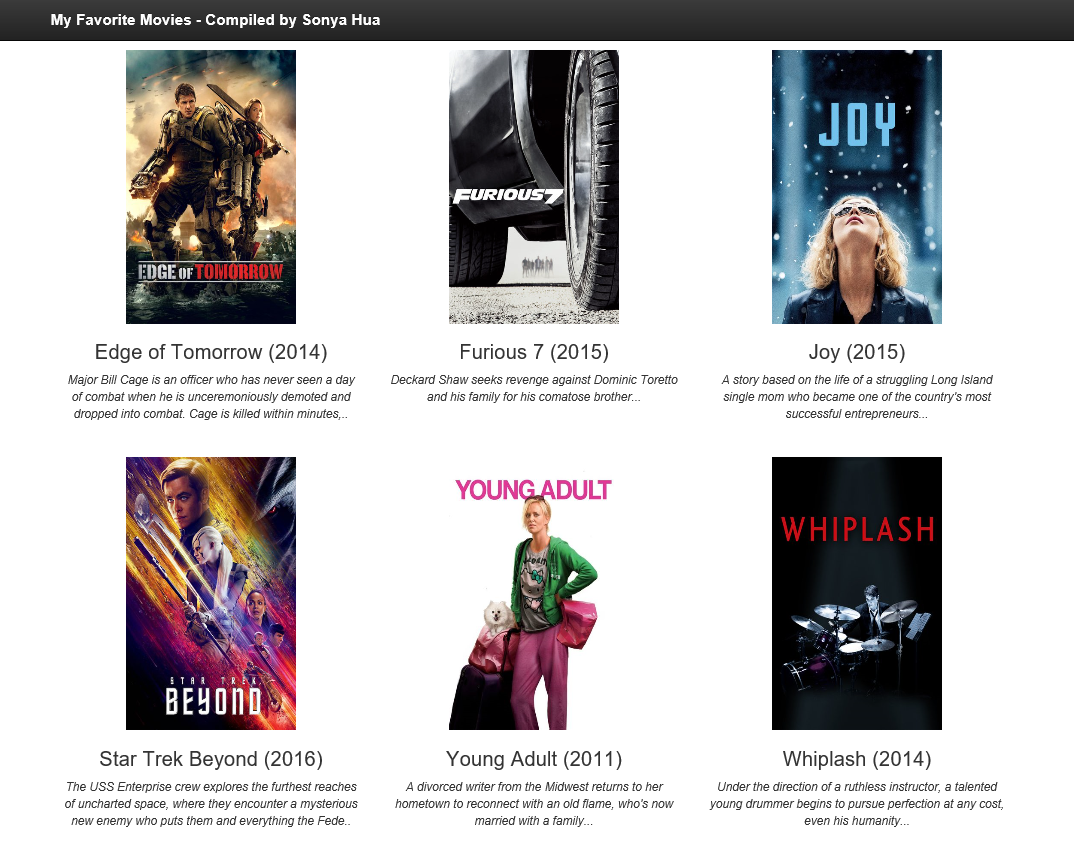 My Favorite Movies - Compiled by Sonya Hua
EDGE OF TOMORROW
FURIOUS 7
JOY
Edge of Tomorrow (2014)
Major Bill Cage is an officer who has never seen a day
of combat when he is unceremoniously demoted and
dropped into combat. Cage is killed within minutes,..
Furious 7 (2015)
Deckard Shaw seeks revenge against Dominic Toretto
and his family for his comatose brother...
Joy (2015)
A story based on the life of a struggling Long Island
single mom who became one of the country's most
successful entrepreneurs...
STAR TREK
BEYOND
YOUNG ADULT
WHIPLASH
Star Trek Beyond (2016)
The USS Enterprise crew explores the furthest reaches
of uncharted space, where they encounter a mysterious
new enemy who puts them and everything the Fede..
Young Adult (2011)
A divorced writer from the Midwest returns to her
hometown to reconnect with an old flame, who's now
married with a family...
Whiplash (2014)
Under the direction of a ruthless instructor, a talented
young drummer begins to pursue perfection at any cost,
even his humanity...